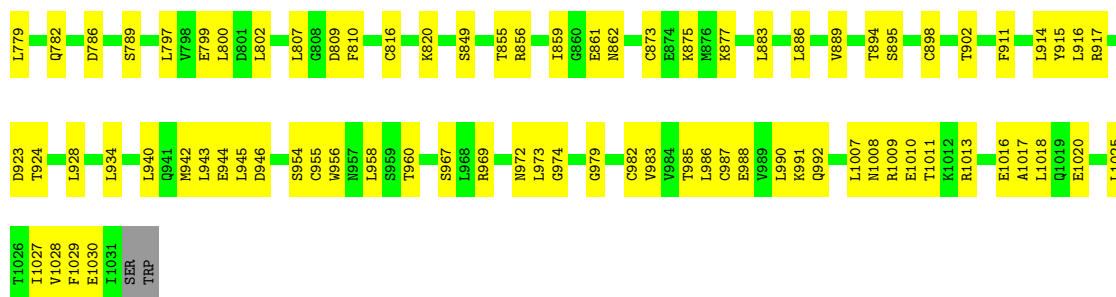 L779 Q782 D786 S789 L797 V798 E799 L800 D801 L802 L807 G808 D809 F810 C816 K820 S849 T855 R856 I859 G860 E861 N862 C873 E874 K875 M876 K877 L883 L886 V889 T894 S895 C898 T902 F911 L914 Y915 L916 R917
D923 T924 L928 L934 L940 Q941 M942 L943 E944 L945 D946 S954 C955 W956 N957 L958 S959 T960 S967 L968 R969 N972 L973 G974 G979 C982 V983 V984 T985 L986 C987 E988 V989 L990 K991 Q992 L1007 N1008 R1009 E1010 T1011 K1012 R1013 E1016 A1017 L1018 Q1019 E1020
T1026 I1027 V1028 F1029 E1030 I1031 SER TRP